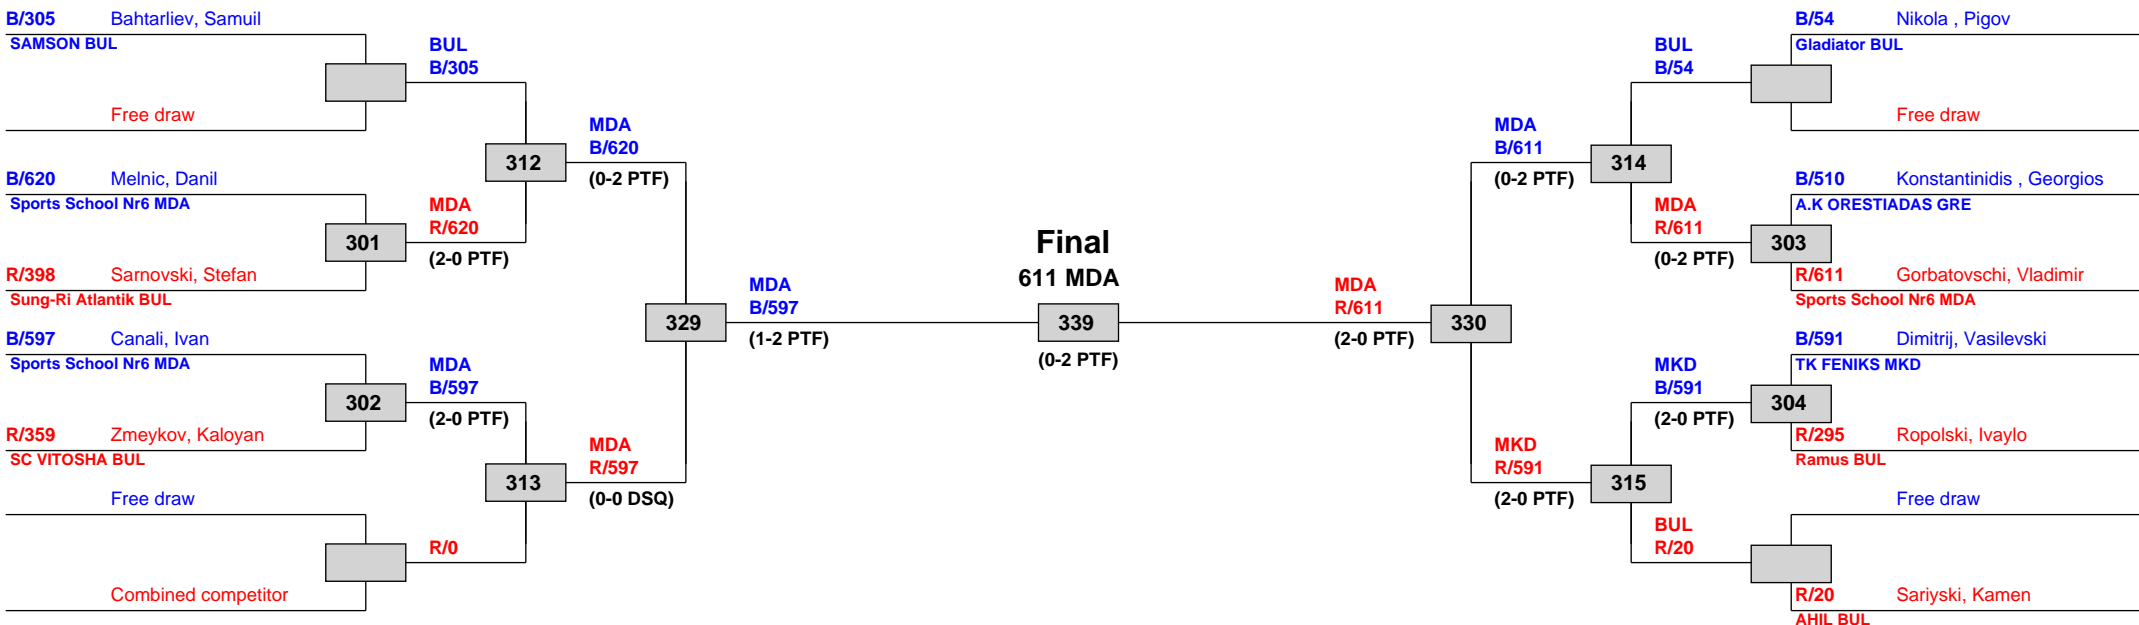 B/305 Bahtarliev, Samuil
SAMSON BUL
Free draw
B/620 Melnic, Danil
Sports School Nr6 MDA
R/398 Sarnovski, Stefan
Sung-Ri Atlantik BUL
B/597 Canali, Ivan
Sports School Nr6 MDA
R/359 Zmeykov, Kaloyan
SC VITOSHA BUL
Free draw
Combined competitor
301
302
BUL
B/305
MDA
R/620
(2-0 PTF)
MDA
B/597
(2-0 PTF)
R/0
312
313
MDA
B/620
(0-2 PTF)
MDA
R/597
(0-0 DSQ)
329
MDA
B/597
(1-2 PTF)
Final
611 MDA
339
(0-2 PTF)
MDA
R/611
(2-0 PTF)
330
MDA
B/611
(0-2 PTF)
MKD
R/591
(2-0 PTF)
314
315
BUL
B/54
MDA
R/611
(0-2 PTF)
MKD
B/591
(2-0 PTF)
BUL
R/20
303
304
B/54 Nikola , Pigov
Gladiator BUL
Free draw
B/510 Konstantinidis , Georgios
A.K ORESTIADAS GRE
R/611 Gorbatovschi, Vladimir
Sports School Nr6 MDA
B/591 Dimitrij, Vasilevski
TK FENIKS MKD
R/295 Ropolski, Ivaylo
Ramus BUL
Free draw
R/20 Sariyski, Kamen
AHIL BUL